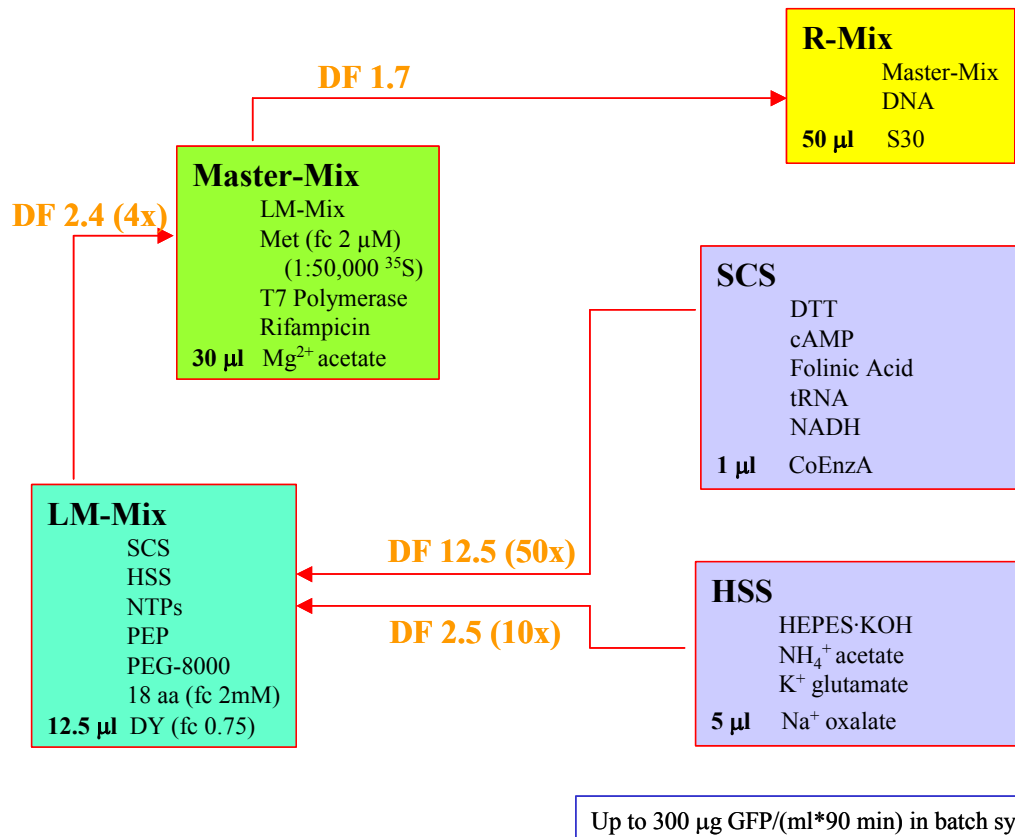 R-Mix
Master-Mix
DNA
50 µl S30
DF 1.7
Master-Mix
LM-Mix
Met (fc 2 µM)
(1:50,000 ³⁵S)
T7 Polymerase
Rifampicin
30 µl Mg²⁺ acetate
DF 2.4 (4x)
SCS
DTT
cAMP
Folinic Acid
tRNA
NADH
1 µl CoEnzA
LM-Mix
SCS
HSS
NTPs
PEP
PEG-8000
18 aa (fc 2mM)
12.5 µl DY (fc 0.75)
DF 12.5 (50x)
DF 2.5 (10x)
HSS
HEPES·KOH
NH₄⁺ acetate
K⁺ glutamate
5 µl Na⁺ oxalate
Up to 300 µg GFP/(ml*90 min) in batch sy